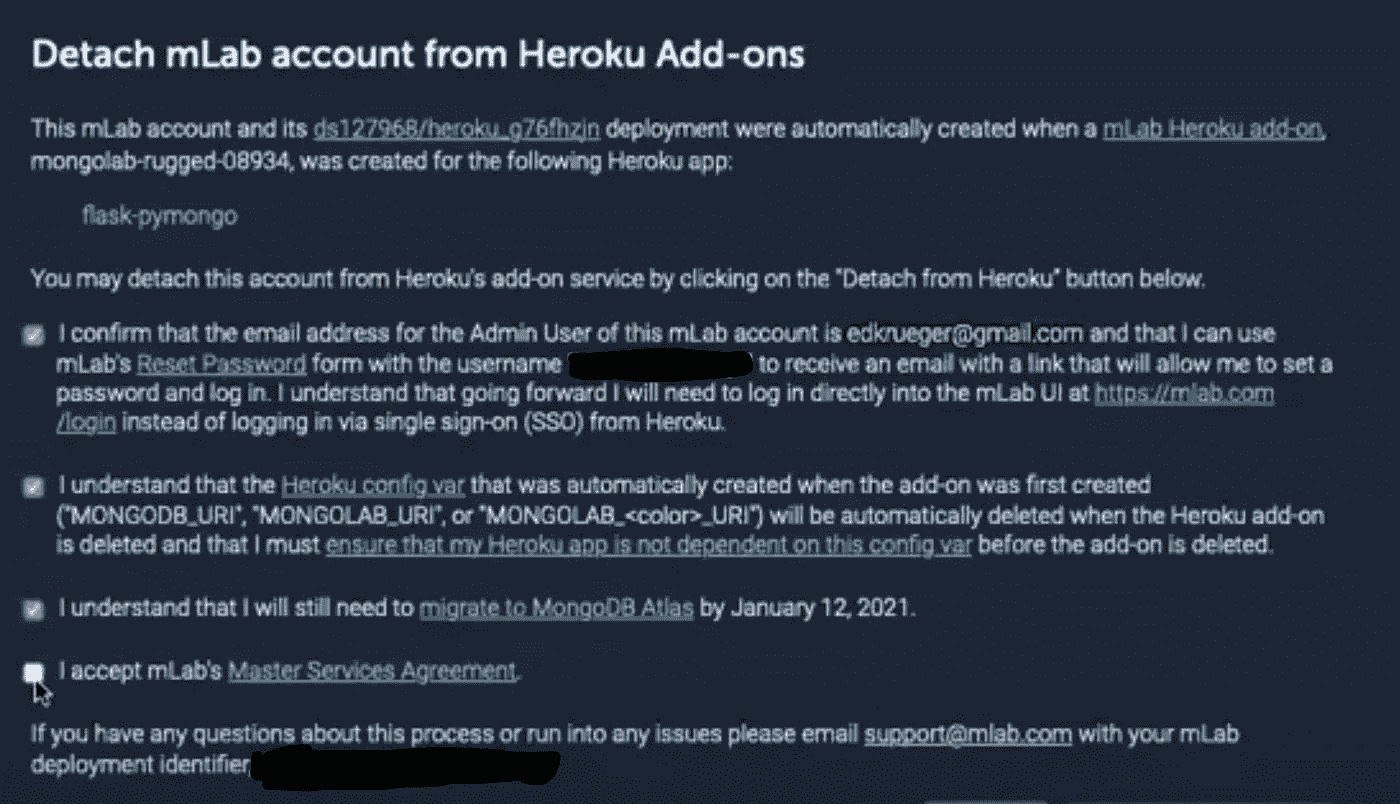 Detach mLab account from Heroku Add-ons
This mLab account and its ds127968/heroku_g76fhzjn deployment were automatically created when a mLab Heroku add-on,
mongolab-rugged-08934, was created for the following Heroku app:
flask-pymongo
You may detach this account from Heroku's add-on service by clicking on the "Detach from Heroku" button below.
I confirm that the email address for the Admin User of this mLab account is edkrueger@gmail.com and that I can use
mLab's Reset Password form with the username to receive an email with a link that will allow me to set a
password and log in. I understand that going forward I will need to log in directly into the mLab UI at https://mlab.com
/login instead of logging in via single sign-on (SSO) from Heroku.
I understand that the Heroku config var that was automatically created when the add-on was first created
("MONGODB_URI", "MONGOLAB_URI", or "MONGOLAB_<color>_URI") will be automatically deleted when the Heroku add-on
is deleted and that I must ensure that my Heroku app is not dependent on this config var before the add-on is deleted.
I understand that I will still need to migrate to MongoDB Atlas by January 12, 2021.
I accept mLab's Master Services Agreement.
If you have any questions about this process or run into any issues please email support@mlab.com with your mLab
deployment identifier